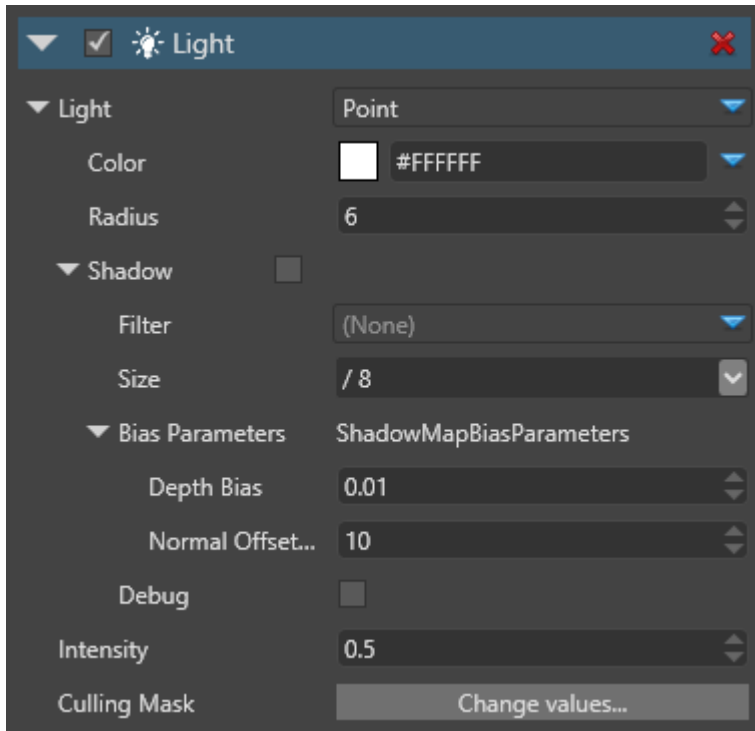 Light
Light Point
Color #FFFFFF
Radius 6
Shadow
Filter (None)
Size / 8
Bias Parameters ShadowMapBiasParameters
Depth Bias 0.01
Normal Offset... 10
Debug
Intensity 0.5
Culling Mask Change values...